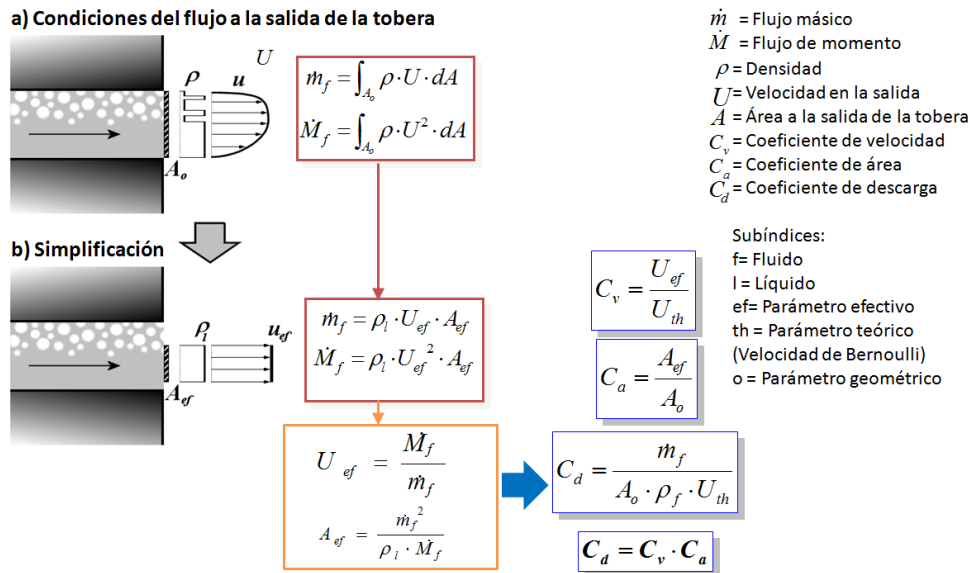 a) Condiciones del flujo a la salida de la tobera
ρ u U
A_o
ṁ_f = ∫_{A_o} ρ·U·dA
Ṁ_f = ∫_{A_o} ρ·U²·dA
ṁ = Flujo másico
Ṁ = Flujo de momento
ρ = Densidad
U = Velocidad en la salida
A = Área a la salida de la tobera
C_v = Coeficiente de velocidad
C_a = Coeficiente de área
C_d = Coeficiente de descarga
Subíndices:
f= Fluido
l = Líquido
ef= Parámetro efectivo
th = Parámetro teórico
(Velocidad de Bernoulli)
o = Parámetro geométrico
b) Simplificación
ρ_l u_ef
A_ef
ṁ_f = ρ_l·U_ef·A_ef
Ṁ_f = ρ_l·U_ef²·A_ef
U_ef = Ṁ_f / ṁ_f
A_ef = ṁ_f² / ρ_l·Ṁ_f
C_v = U_ef / U_th
C_a = A_ef / A_o
C_d = ṁ_f / A_o·ρ_f·U_th
C_d = C_v·C_a